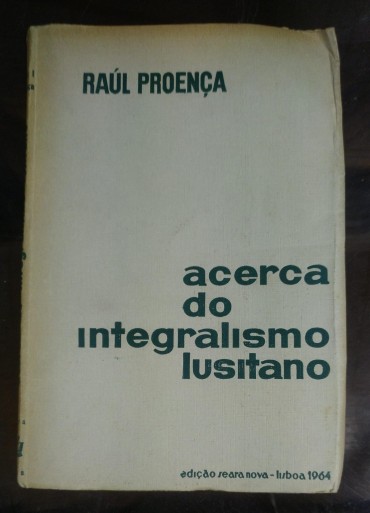 RAÚL PROENÇA
acerca
do
integralismo
lusitano
edição seara nova - lisboa 1964